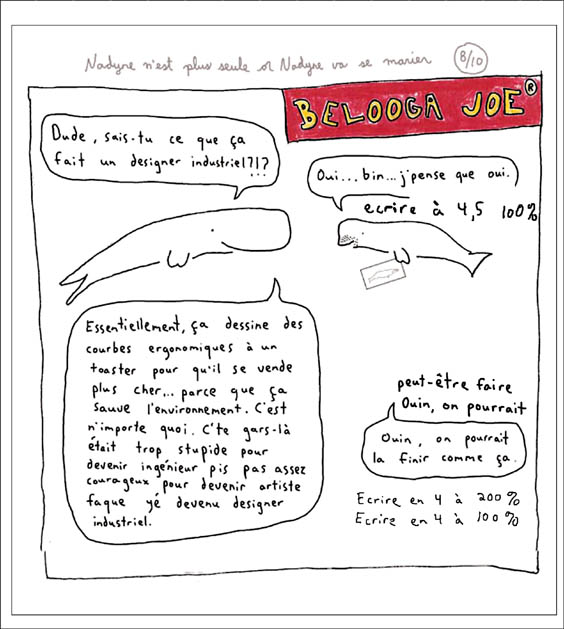 Nadyne n'est plus seule or Nadyne va se marier 8/10
BELOOGA JOE ®
Dude, sais-tu ce que ça
fait un designer industriel?!?
!!
Oui...bin...j'pense que oui.
ecrire à 4,5 100%
Essentiellement, ça dessine des
courbes ergonomiques à un
toaster pour qu'il se vende
plus cher... parce que ça
sauve l'environnement. C'est
n'importe quoi. C'te gars-là
était trop stupide pour
devenir ingénieur pis pas assez
courageux pour devenir artiste
faque yé devenu designer
industriel.
peut-être faire
Ouin, on pourrait
Ouin, on pourrait
la finir comme ça.
Ecrire en 4 à 200%
Ecrire en 4 à 100%